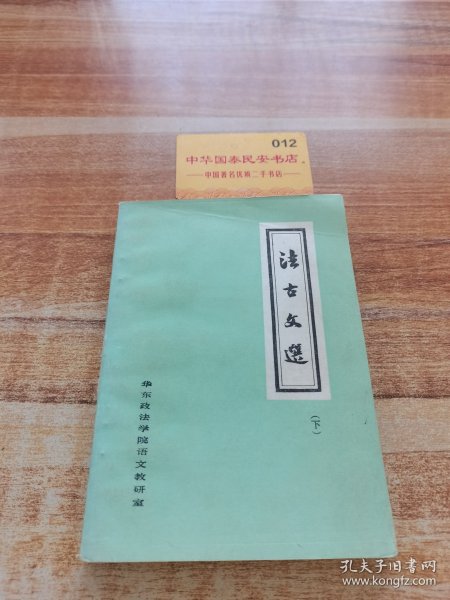 012
中华国泰民安书店
中国著名优质二手书店
法古文選
(下)
华东政法学院语文教研室
孔夫子旧书网
www.kongfz.com